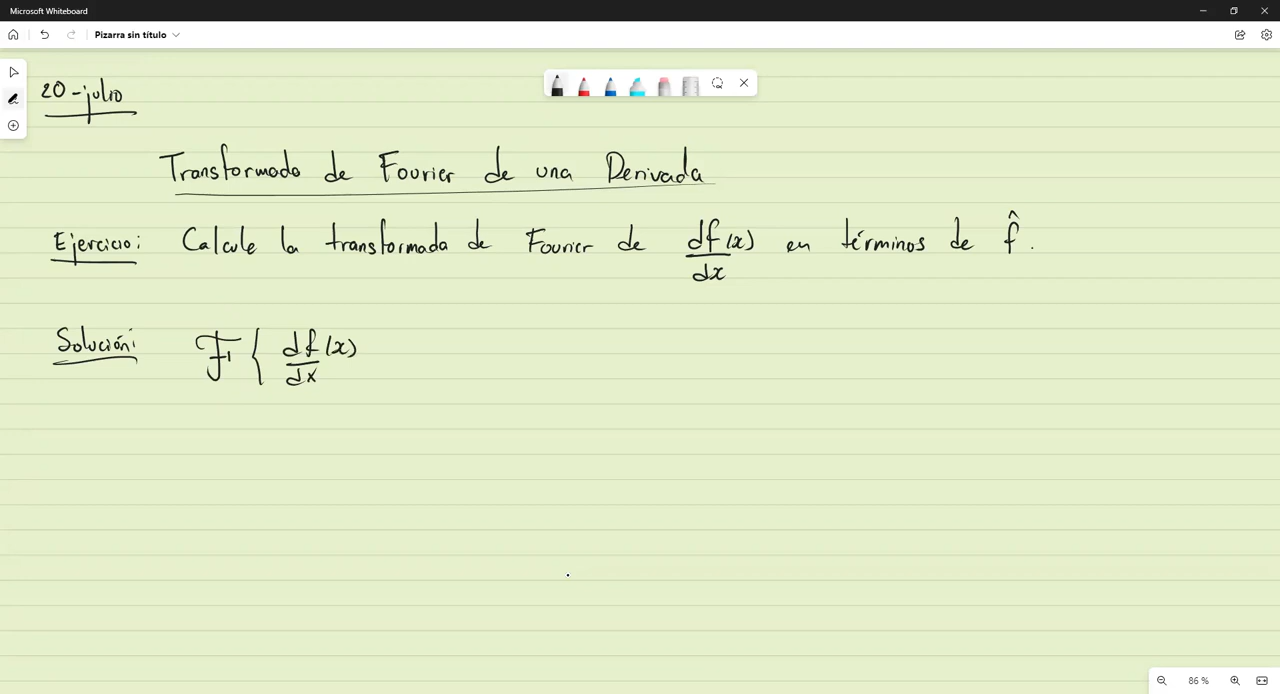 Microsoft Whiteboard
Pizarra sin título
20-julio
Transformada de Fourier de una Derivada
Ejercicio: Calcule la transformada de Fourier de df(x)/dx en términos de f̂.
Solución: ℱ { df(x)/dx
86 %